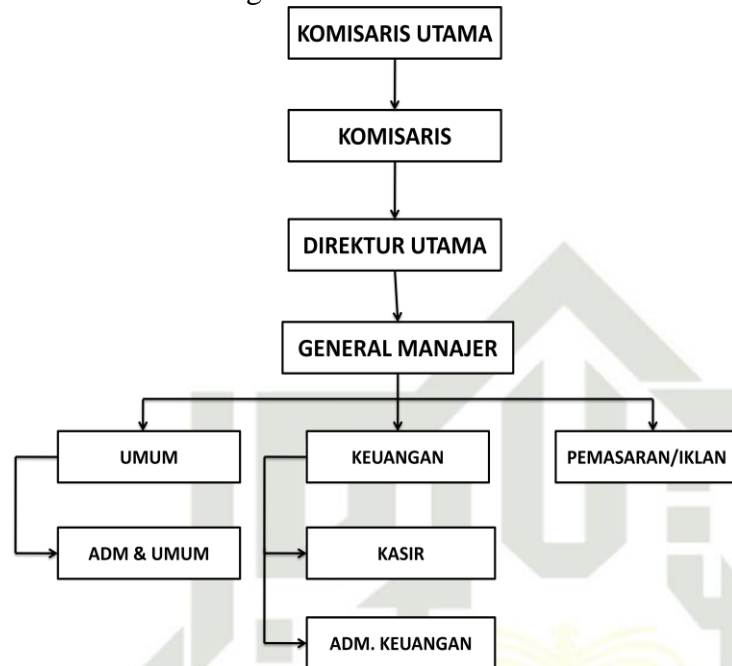 KOMISARIS UTAMA
KOMISARIS
DIREKTUR UTAMA
GENERAL MANAJER
UMUM
KEUANGAN
PEMASARAN/IKLAN
ADM & UMUM
KASIR
ADM. KEUANGAN